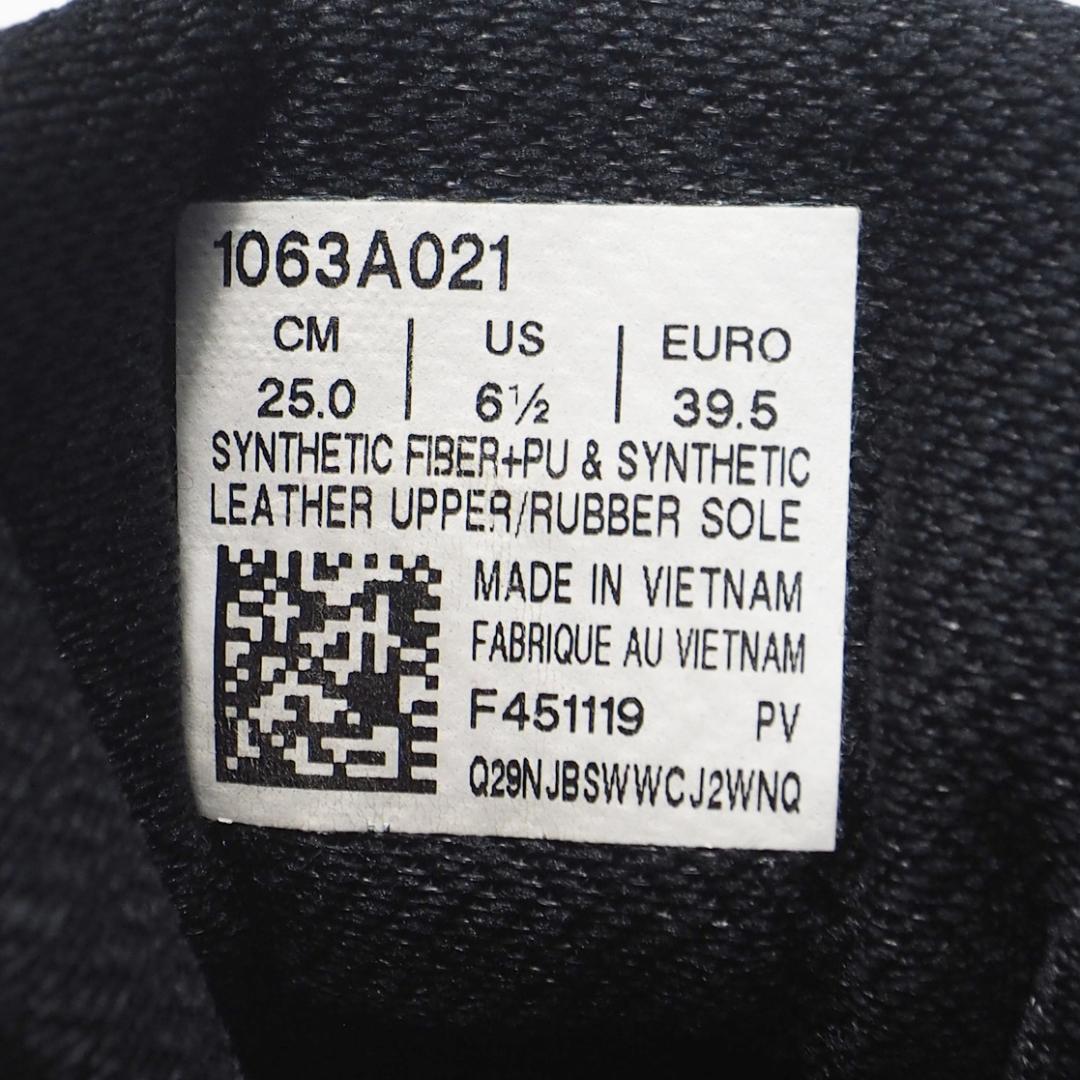 1063A021
CM | US | EURO
25.0 | 6½ | 39.5
SYNTHETIC FIBER+PU & SYNTHETIC
LEATHER UPPER/RUBBER SOLE
MADE IN VIETNAM
FABRIQUE AU VIETNAM
F451119 PV
Q29NJBSWWCJ2WNQ